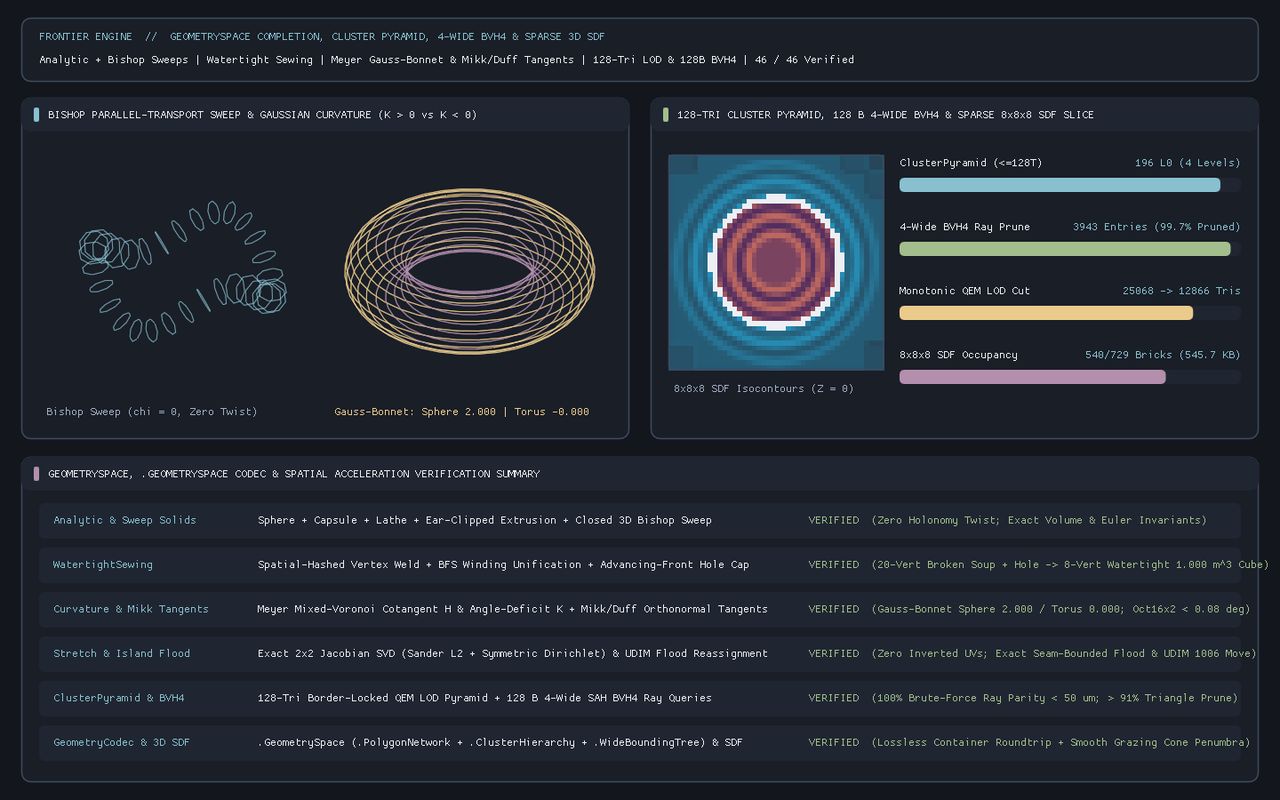 FRONTIER ENGINE // GEOMETRYSPACE COMPLETION, CLUSTER PYRAMID, 4-WIDE BVH4 & SPARSE 3D SDF
Analytic + Bishop Sweeps | Watertight Sewing | Meyer Gauss-Bonnet & Mikk/Duff Tangents | 128-Tri LOD & 128B BVH4 | 46 / 46 Verified
BISHOP PARALLEL-TRANSPORT SWEEP & GAUSSIAN CURVATURE (K > 0 vs K < 0)
Bishop Sweep (chi = 0, Zero Twist)
Gauss-Bonnet: Sphere 2.000 | Torus -0.000
128-TRI CLUSTER PYRAMID, 128 B 4-WIDE BVH4 & SPARSE 8x8x8 SDF SLICE
8x8x8 SDF Isocontours (Z = 0)
ClusterPyramid (<=128T) 196 L0 (4 Levels)
4-Wide BVH4 Ray Prune 3943 Entries (99.7% Pruned)
Monotonic QEM LOD Cut 25068 -> 12866 Tris
8x8x8 SDF Occupancy 540/729 Bricks (545.7 KB)
GEOMETRYSPACE, .GEOMETRYSPACE CODEC & SPATIAL ACCELERATION VERIFICATION SUMMARY
Analytic & Sweep Solids Sphere + Capsule + Lathe + Ear-Clipped Extrusion + Closed 3D Bishop Sweep VERIFIED (Zero Holonomy Twist; Exact Volume & Euler Invariants)
WatertightSewing Spatial-Hashed Vertex Weld + BFS Winding Unification + Advancing-Front Hole Cap VERIFIED (20-Vert Broken Soup + Hole -> 8-Vert Watertight 1.000 m^3 Cube)
Curvature & Mikk Tangents Meyer Mixed-Voronoi Cotangent H & Angle-Deficit K + Mikk/Duff Orthonormal Tangents VERIFIED (Gauss-Bonnet Sphere 2.000 / Torus 0.000; Oct16x2 < 0.08 deg)
Stretch & Island Flood Exact 2x2 Jacobian SVD (Sander L2 + Symmetric Dirichlet) & UDIM Flood Reassignment VERIFIED (Zero Inverted UVs; Exact Seam-Bounded Flood & UDIM 1006 Move)
ClusterPyramid & BVH4 128-Tri Border-Locked QEM LOD Pyramid + 128 B 4-Wide SAH BVH4 Ray Queries VERIFIED (100% Brute-Force Ray Parity < 50 um; > 91% Triangle Prune)
GeometryCodec & 3D SDF .GeometrySpace (.PolygonNetwork + .ClusterHierarchy + .WideBoundingTree) & SDF VERIFIED (Lossless Container Roundtrip + Smooth Grazing Cone Penumbra)